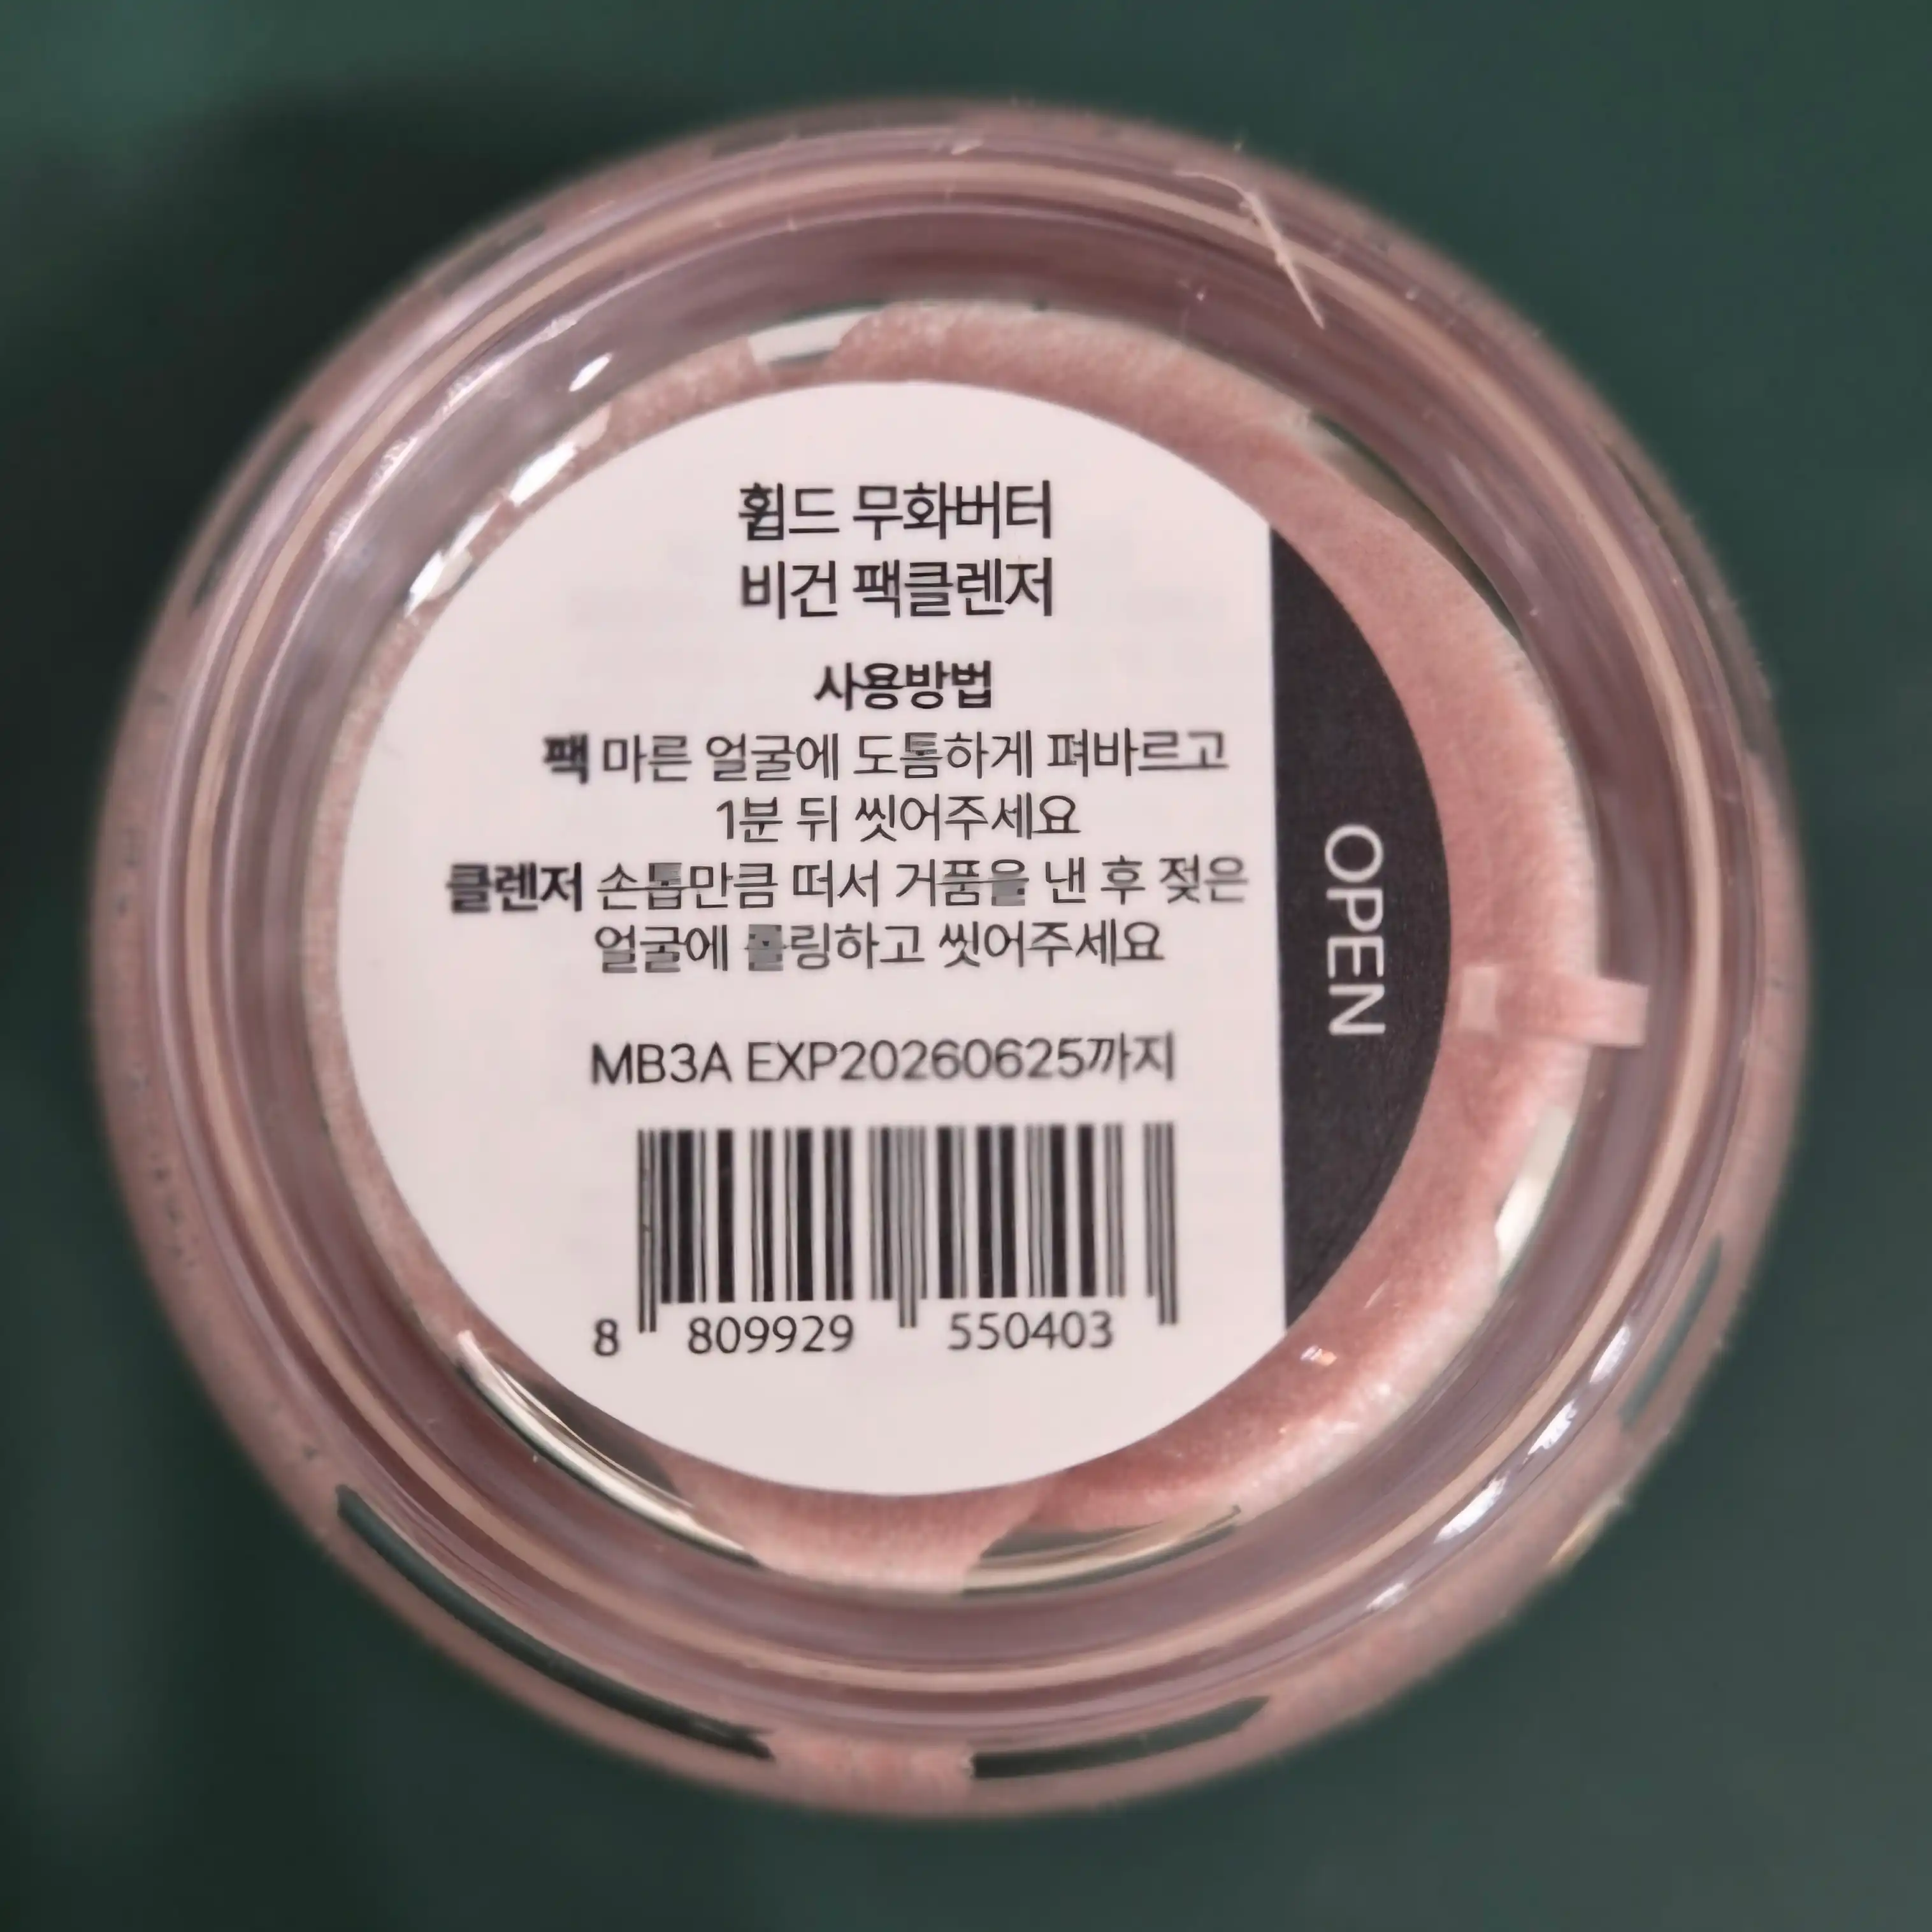 휩드 무화버터
비건 팩클렌저
사용방법
팩 마른 얼굴에 도톰하게 펴바르고
1분 뒤 씻어주세요
클렌저 손톱만큼 떠서 거품을 낸 후 젖은
얼굴에 롤링하고 씻어주세요
MB3A EXP20260625까지
8 809929 550403
OPEN